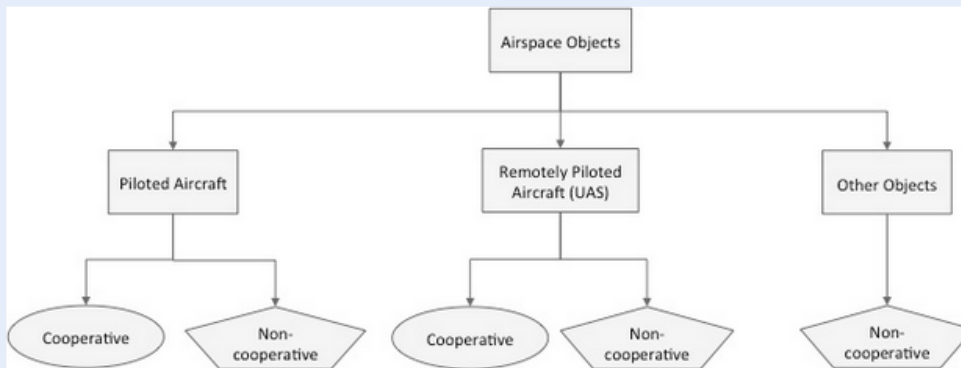 Airspace Objects
Piloted Aircraft
Remotely Piloted
Aircraft (UAS)
Other Objects
Cooperative
Non-
cooperative
Cooperative
Non-
cooperative
Non-
cooperative